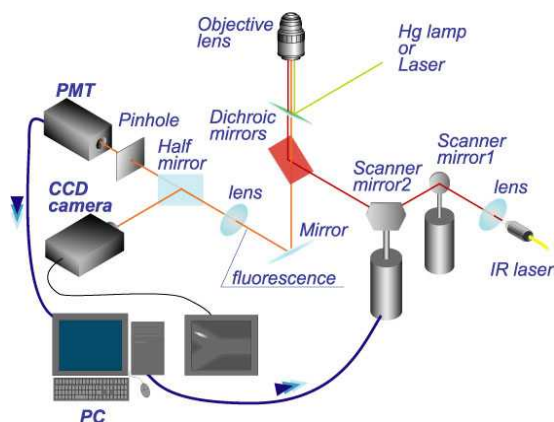 Objective
lens
Hg lamp
or
Laser
PMT
Pinhole
Half
mirror
Dichroic
mirrors
Scanner
mirror1
Scanner
mirror2
CCD
camera
lens
lens
Mirror
IR laser
fluorescence
PC